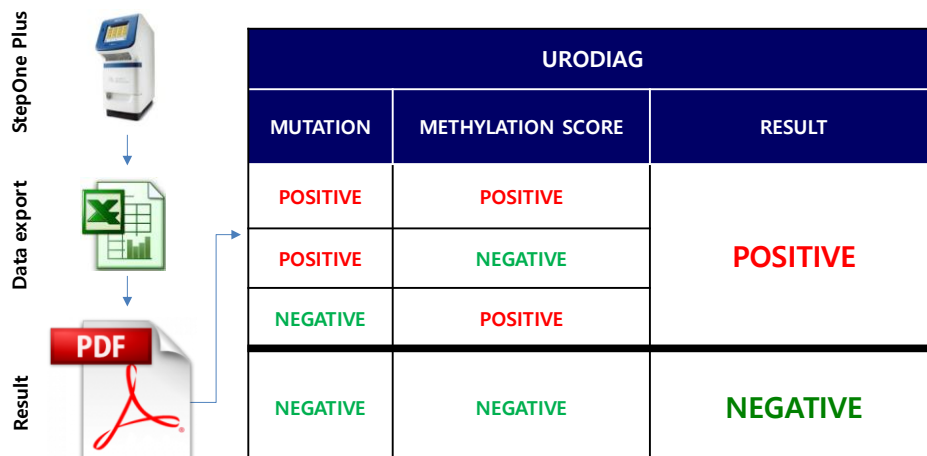 StepOne Plus
Data export
PDF
Result
URODIAG
MUTATION METHYLATION SCORE RESULT
POSITIVE POSITIVE
POSITIVE NEGATIVE
POSITIVE
NEGATIVE POSITIVE
NEGATIVE NEGATIVE NEGATIVE